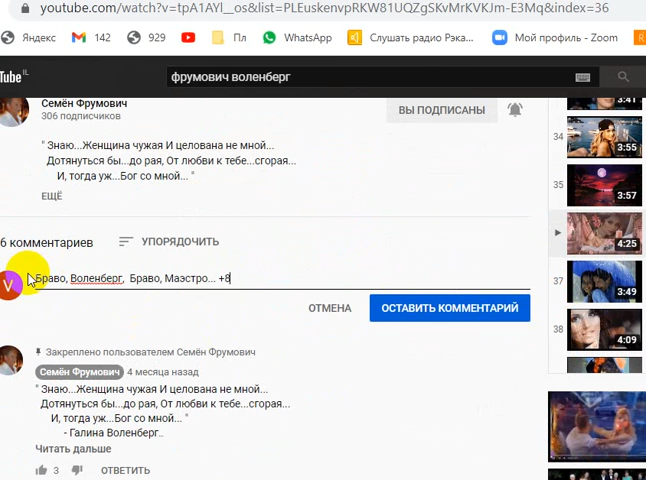 youtube.com/watch?v=tpA1AYl__os&list=PLEuskenvpRKW81UQZgSKvMrKVKJm-E3Mq&index=36
Яндекс 142 929 Пл WhatsApp Слушать радио Рэка... Мой профиль - Zoom
Tube IL фрумович воленберг
Семён Фрумович
306 подписчиков
ВЫ ПОДПИСАНЫ
" Знаю...Женщина чужая И целована не мной...
Дотянуться бы...до рая, От любви к тебе...сгорая...
И, тогда уж...Бог со мной... "
ЕЩЁ
6 комментариев УПОРЯДОЧИТЬ
V Браво, Воленберг, Браво, Маэстро... +8
ОТМЕНА ОСТАВИТЬ КОММЕНТАРИЙ
Закреплено пользователем Семён Фрумович
Семён Фрумович 4 месяца назад
" Знаю...Женщина чужая И целована не мной...
Дотянуться бы...до рая, От любви к тебе...сгорая...
И, тогда уж...Бог со мной... "
- Галина Воленберг..
Читать дальше
3 ОТВЕТИТЬ
3:41
34 3:55
35 3:57
4:25
37 3:49
38 4:09